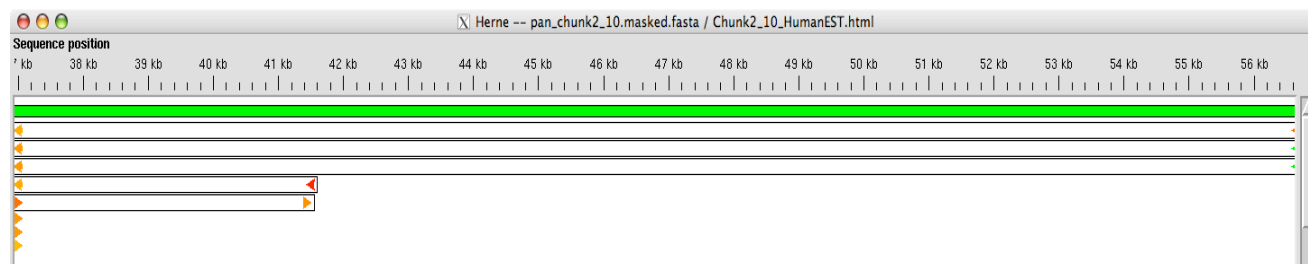 X Herne -- pan_chunk2_10.masked.fasta / Chunk2_10_HumanEST.html
Sequence position
7 kb 38 kb 39 kb 40 kb 41 kb 42 kb 43 kb 44 kb 45 kb 46 kb 47 kb 48 kb 49 kb 50 kb 51 kb 52 kb 53 kb 54 kb 55 kb 56 kb